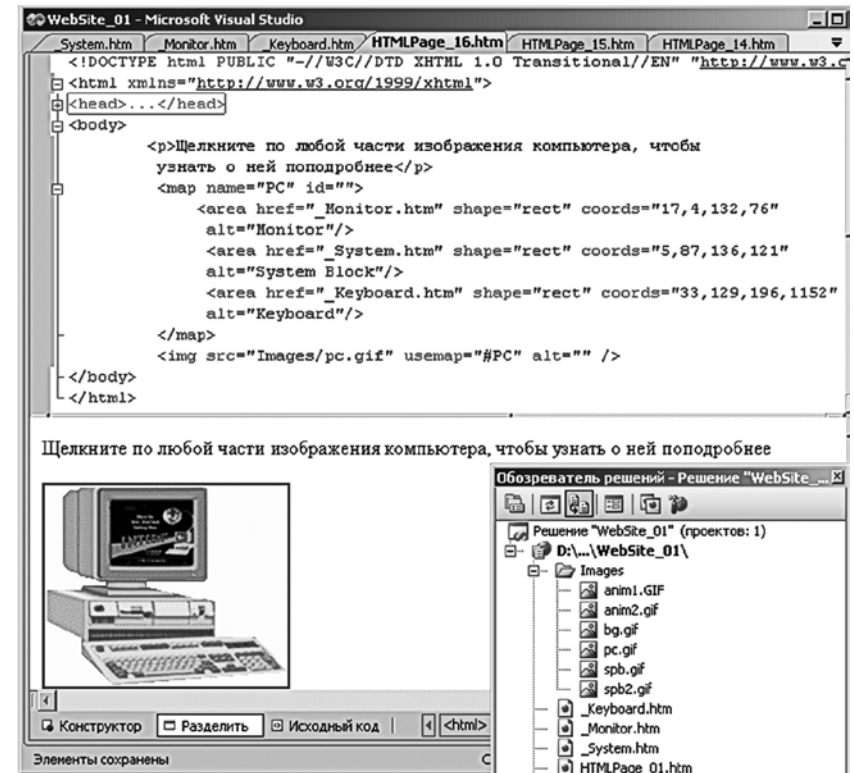 WebSite_01 - Microsoft Visual Studio
_System.htm _Monitor.htm _Keyboard.htm HTMLPage_16.htm HTMLPage_15.htm HTMLPage_14.htm
<!DOCTYPE html PUBLIC "-//W3C//DTD XHTML 1.0 Transitional//EN" "http://www.w3.c
<html xmlns="http://www.w3.org/1999/xhtml">
<head>...</head>
<body>
<p>Щелкните по любой части изображения компьютера, чтобы
узнать о ней поподробнее</p>
<map name="PC" id="">
<area href="_Monitor.htm" shape="rect" coords="17,4,132,76"
alt="Monitor"/>
<area href="_System.htm" shape="rect" coords="5,87,136,121"
alt="System Block"/>
<area href="_Keyboard.htm" shape="rect" coords="33,129,196,1152"
alt="Keyboard"/>
</map>
<img src="Images/pc.gif" usemap="#PC" alt="" />
</body>
</html>
Щелкните по любой части изображения компьютера, чтобы узнать о ней поподробнее
Обозреватель решений - Решение "WebSite_...
Решение "WebSite_01" (проектов: 1)
D:\...\WebSite_01\
Images
anim1.GIF
anim2.gif
bg.gif
pc.gif
spb.gif
spb2.gif
_Keyboard.htm
_Monitor.htm
_System.htm
HTMLPage_01.htm
Конструктор Разделить Исходный код <html>
Элементы сохранены С